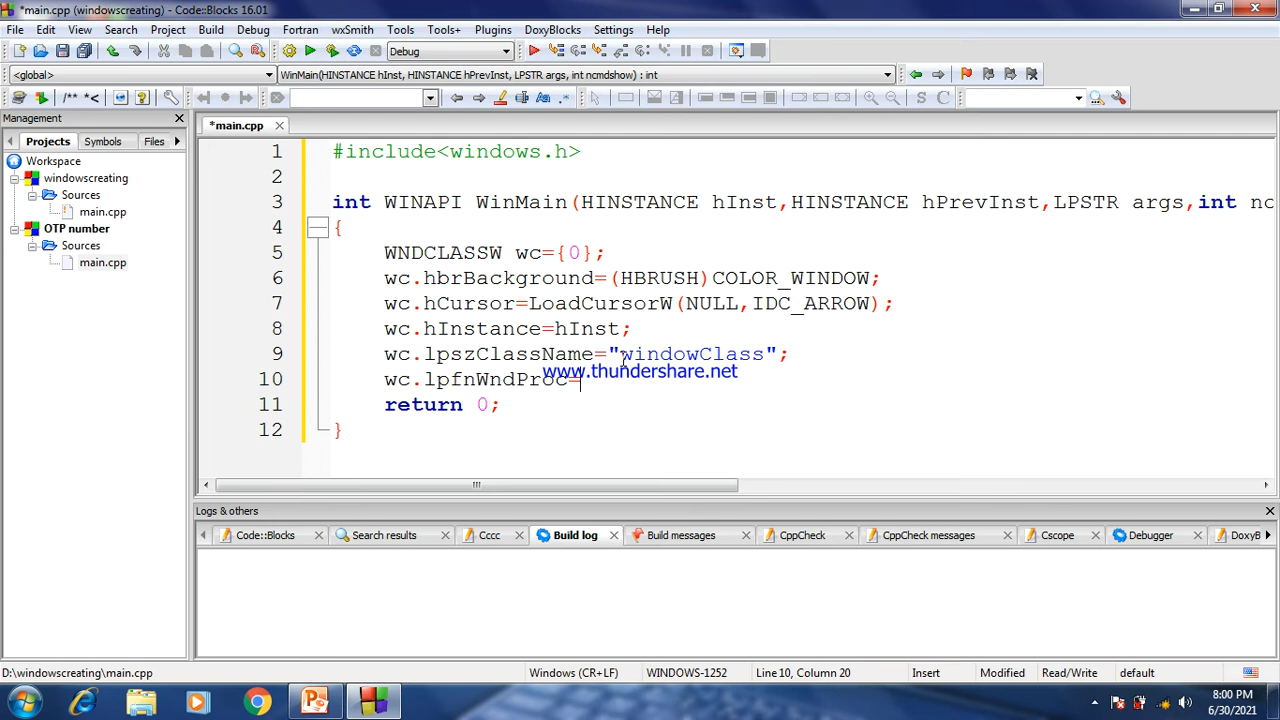 *main.cpp (windowscreating) - Code::Blocks 16.01
File Edit View Search Project Build Debug Fortran wxSmith Tools Tools+ Plugins DoxyBlocks Settings Help
Debug
<global> WinMain(HINSTANCE hInst, HINSTANCE hPrevInst, LPSTR args, int ncmdshow) : int
/** *< S C
Management
*main.cpp
Projects Symbols Files
Workspace
windowscreating
Sources
main.cpp
OTP number
Sources
main.cpp
1 #include<windows.h>
2
3 int WINAPI WinMain(HINSTANCE hInst,HINSTANCE hPrevInst,LPSTR args,int nc
4 {
5 WNDCLASSW wc={0};
6 wc.hbrBackground=(HBRUSH)COLOR_WINDOW;
7 wc.hCursor=LoadCursorW(NULL,IDC_ARROW);
8 wc.hInstance=hInst;
9 wc.lpszClassName="windowClass";
www.thundershare.net
10 wc.lpfnWndProc=
11 return 0;
12 }
Logs & others
Code::Blocks Search results Cccc Build log Build messages CppCheck CppCheck messages Cscope Debugger DoxyB
D:\windowscreating\main.cpp Windows (CR+LF) WINDOWS-1252 Line 10, Column 20 Insert Modified Read/Write default
8:00 PM
6/30/2021